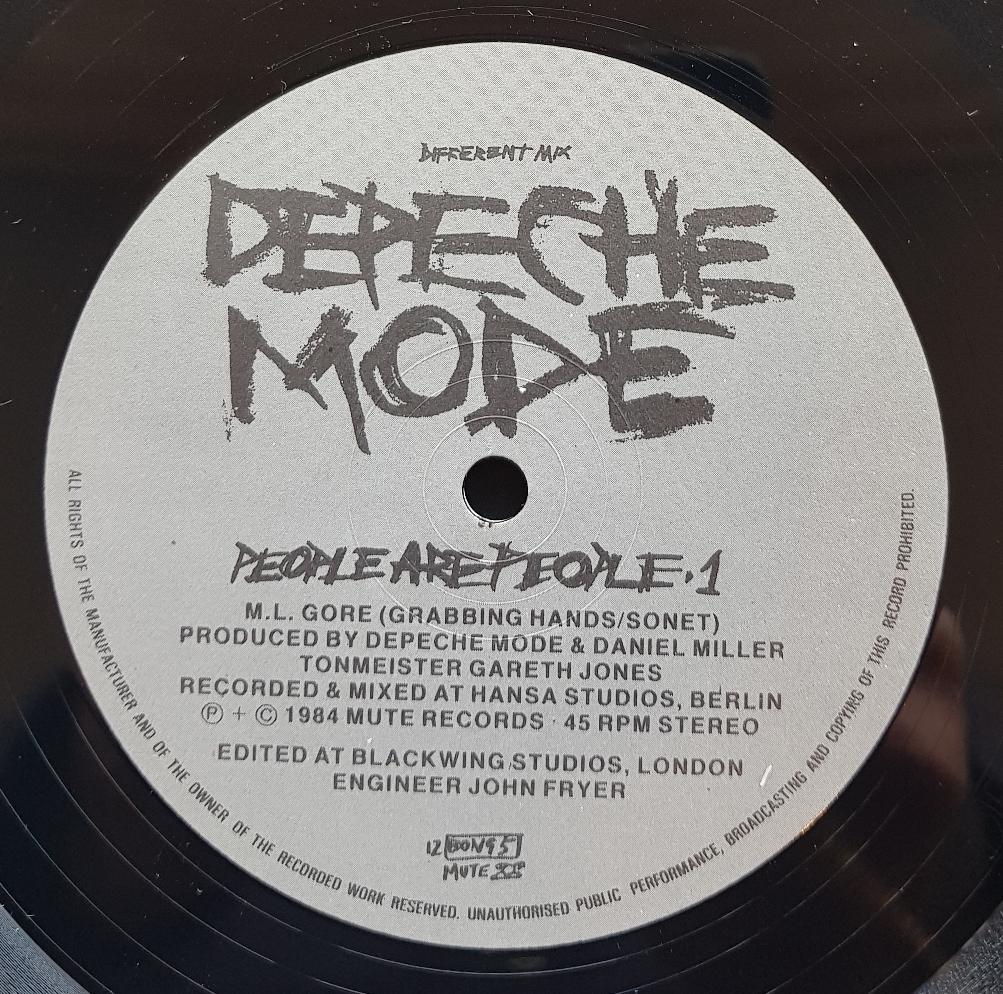 DIFFERENT MIX
DEPECHE
MODE
PEOPLE ARE PEOPLE·1
M.L. GORE (GRABBING HANDS/SONET)
PRODUCED BY DEPECHE MODE & DANIEL MILLER
TONMEISTER GARETH JONES
RECORDED & MIXED AT HANSA STUDIOS, BERLIN
Ⓟ + © 1984 MUTE RECORDS · 45 RPM STEREO
EDITED AT BLACKWING STUDIOS, LONDON
ENGINEER JOHN FRYER
12 BONG 5
MUTE
ALL RIGHTS OF THE MANUFACTURER AND OF THE OWNER OF THE RECORDED WORK RESERVED. UNAUTHORISED PUBLIC PERFORMANCE, BROADCASTING AND COPYING OF THIS RECORD PROHIBITED.